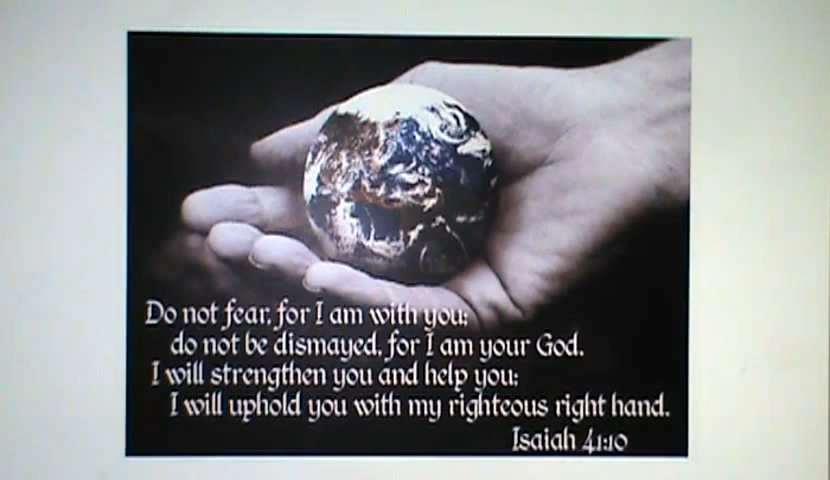 Do not fear, for I am with you;
do not be dismayed, for I am your God.
I will strengthen you and help you;
I will uphold you with my righteous right hand.
Isaiah 41:10